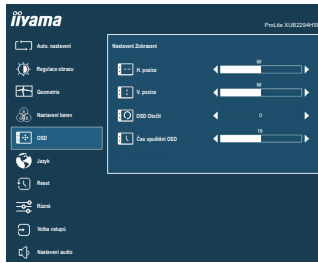 iiyama
ProLite XUB2294HS
Auto. nastavení
Nastavení Zobrazení
Regulace obrazu
H. pozice
50
Geometrie
V. pozice
50
Nastavení barev
OSD Otočit
0
OSD
Čas opuštění OSD
10
Jazyk
Reset
Různé
Volba vstupů
Nastavení audio